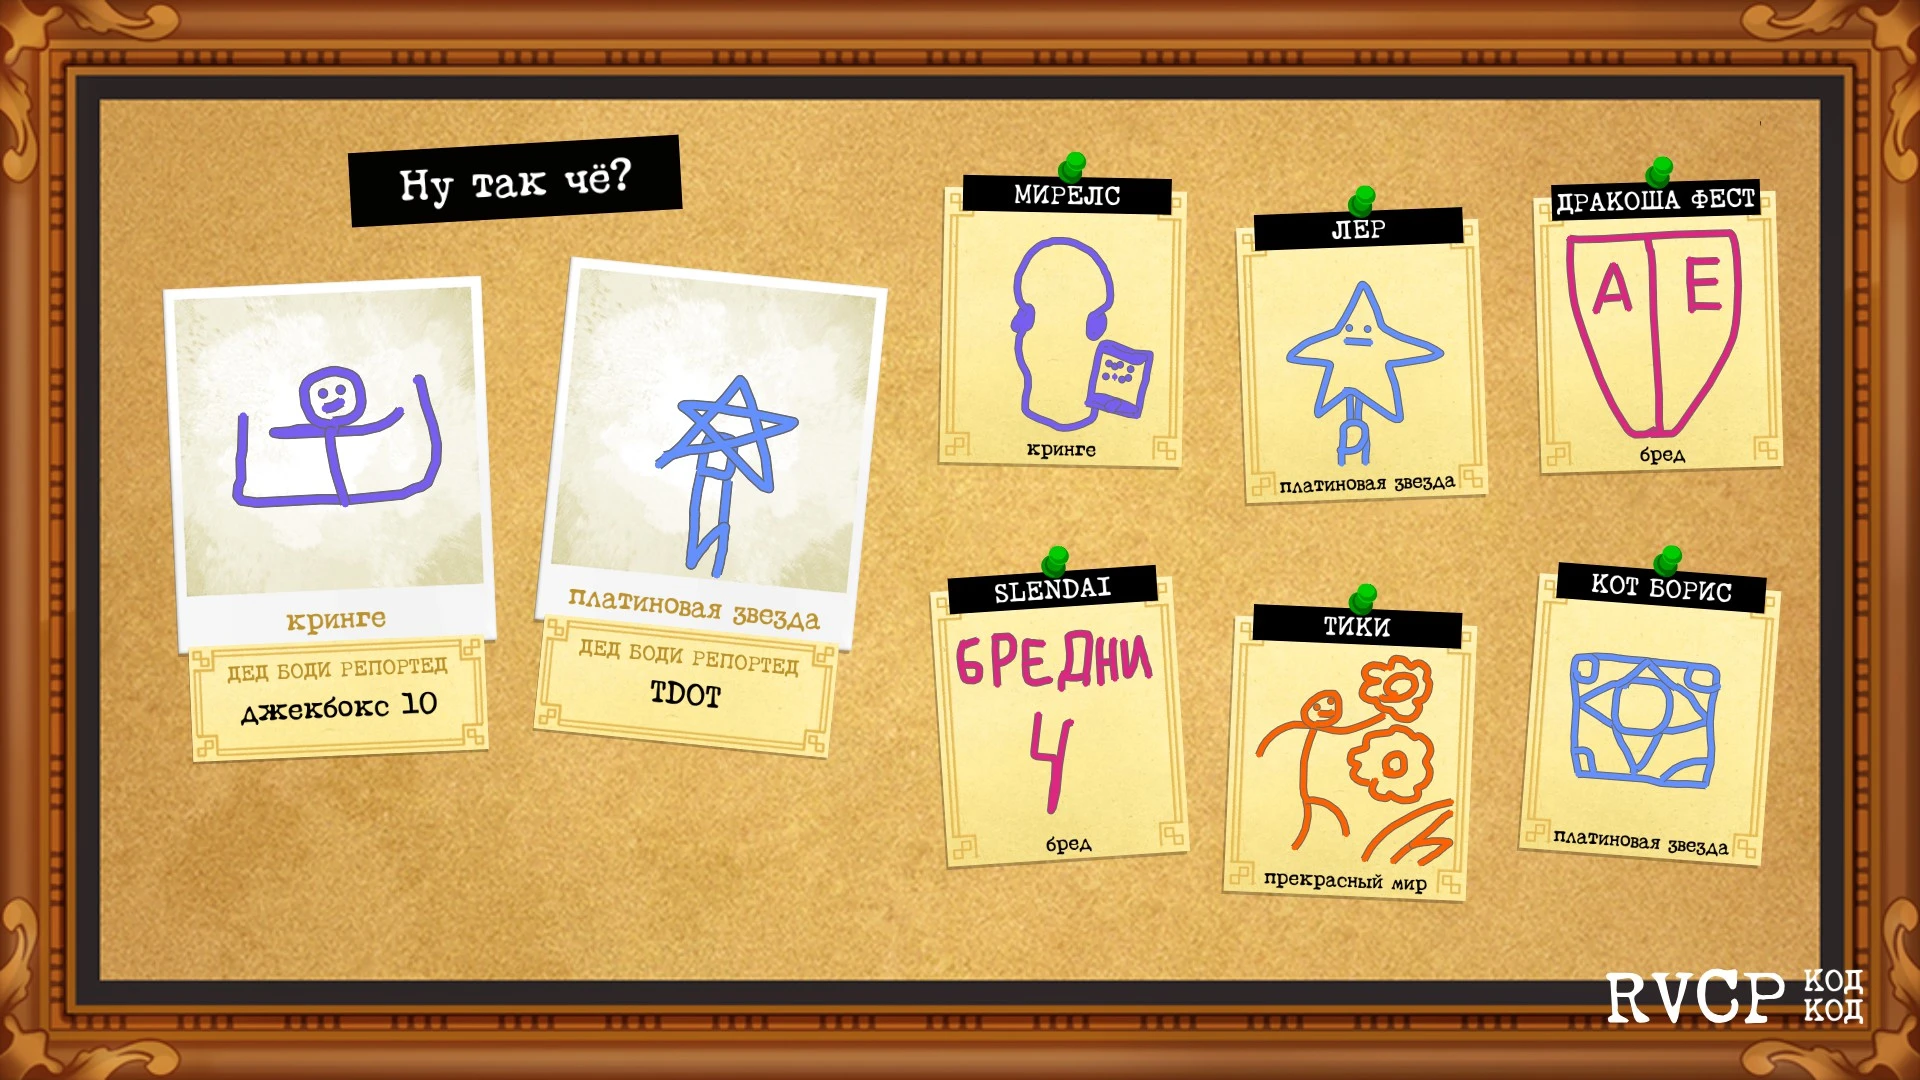 Ну так чё?
кринге
ДЕД БОДИ РЕПОРТЕД
джекбокс 10
платиновая звезда
ДЕД БОДИ РЕПОРТЕД
TDOT
МИРЕЛС
кринге
ЛЕР
платиновая звезда
ДРАКОША ФЕСТ
А Е
бред
SLENDAI
БРЕДНИ
4
бред
ТИКИ
прекрасный мир
КОТ БОРИС
платиновая звезда
RVCP
КОД
КОД